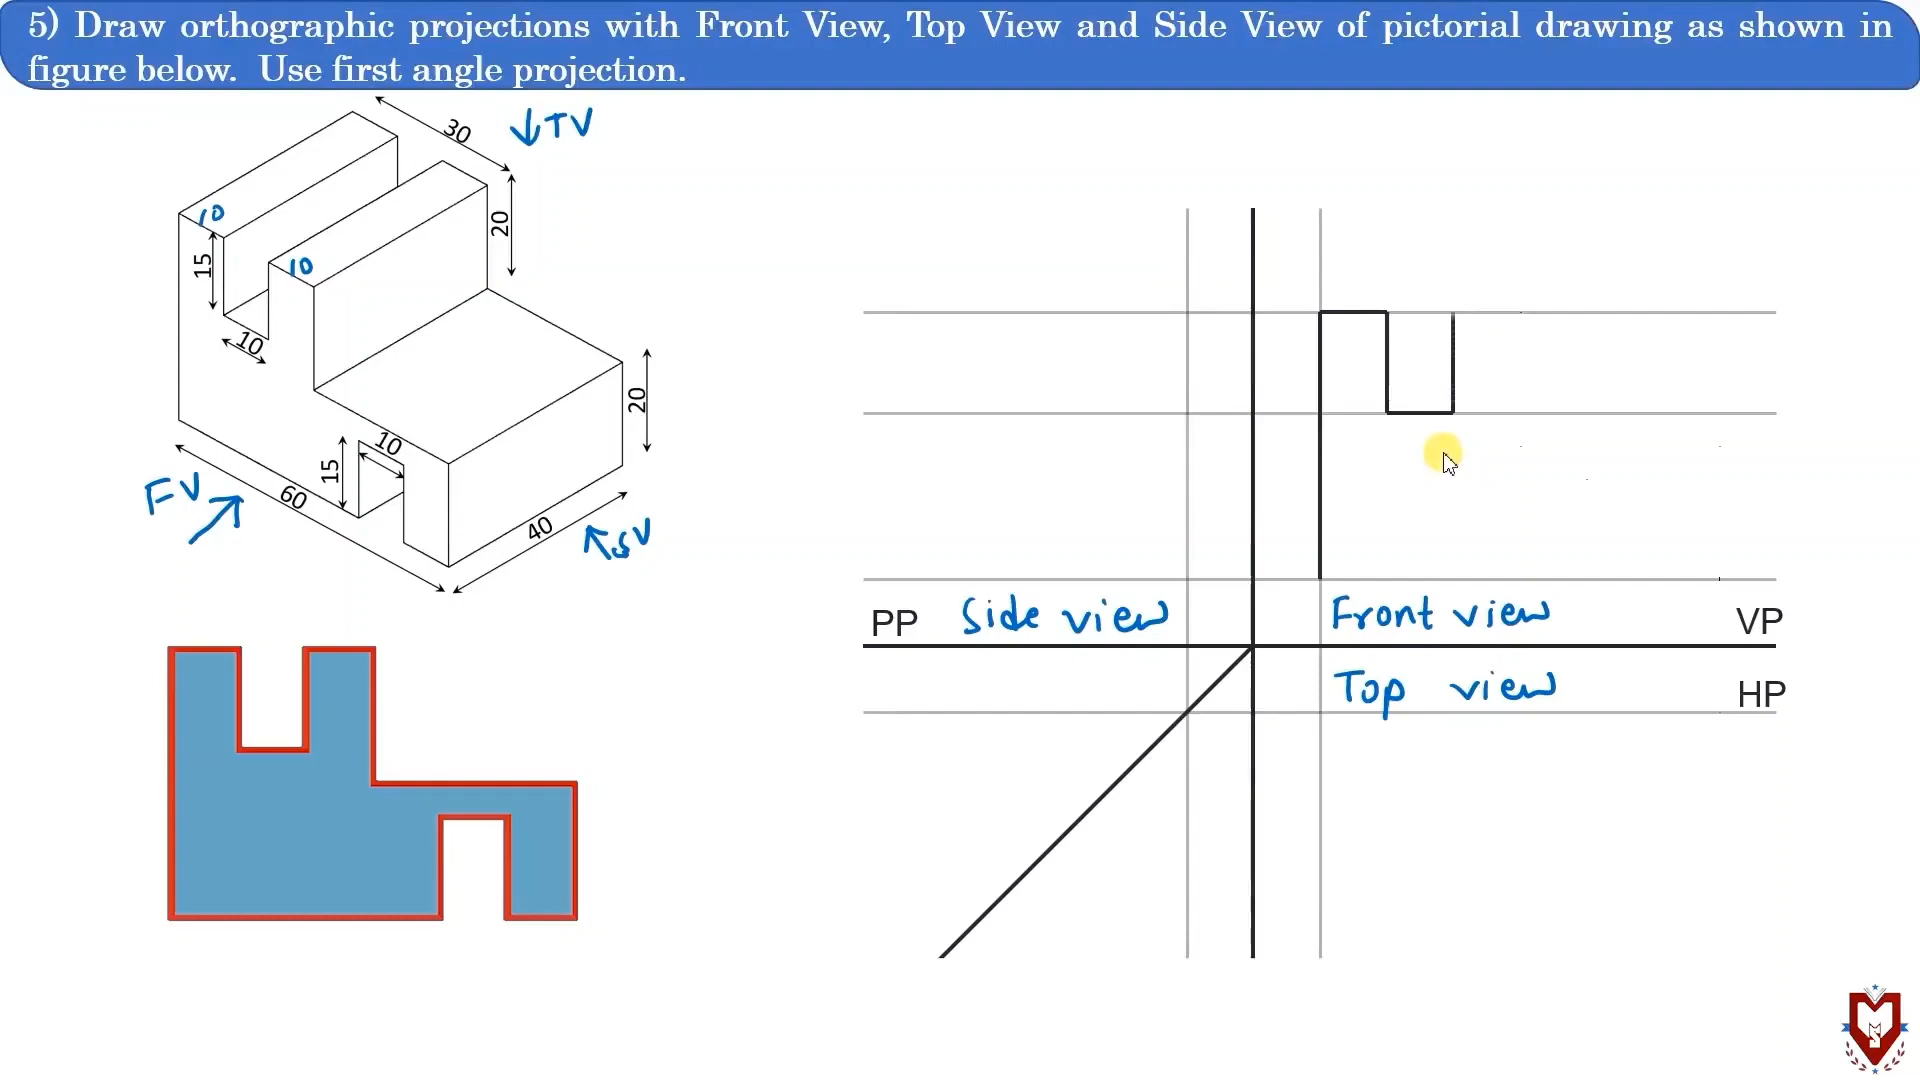 5) Draw orthographic projections with Front View, Top View and Side View of pictorial drawing as shown in
figure below. Use first angle projection.
30
↓TV
10
20
15
10
10
20
10
15
FV
60
40
SV
PP
Side view
Front view
VP
Top view
HP